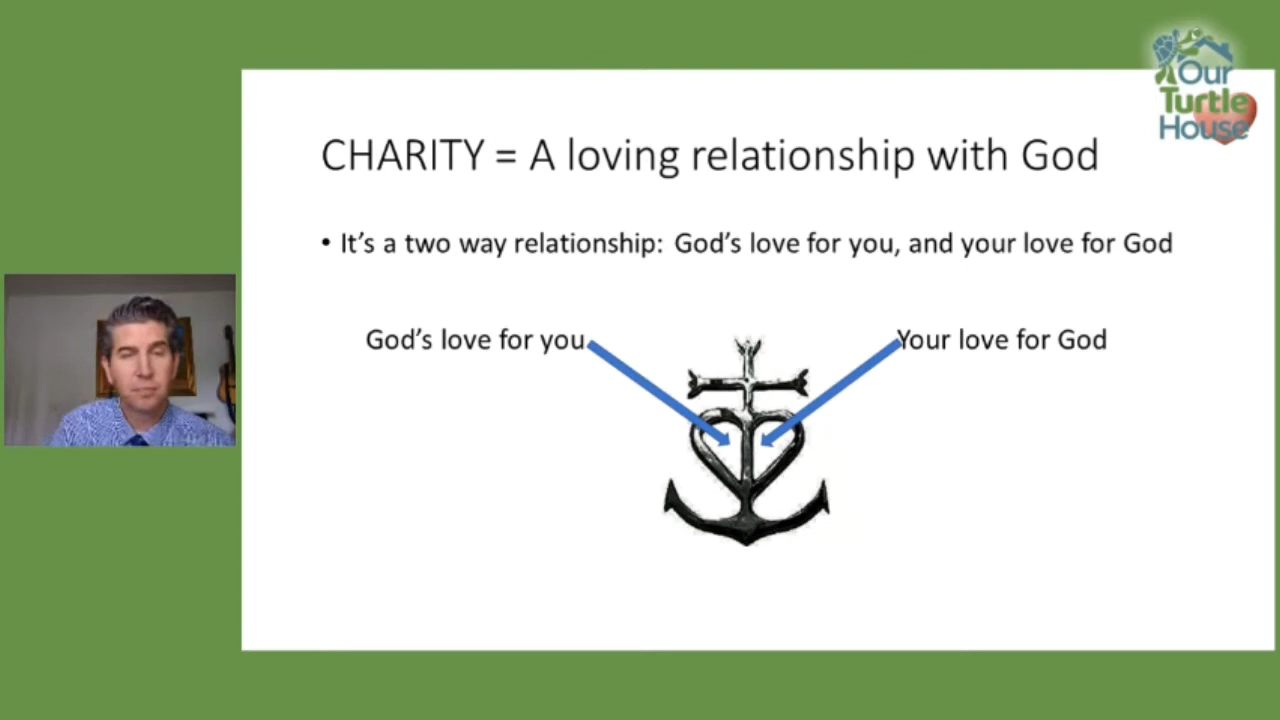 Our
Turtle
House
CHARITY = A loving relationship with God
• It's a two way relationship: God's love for you, and your love for God
God's love for you
Your love for God